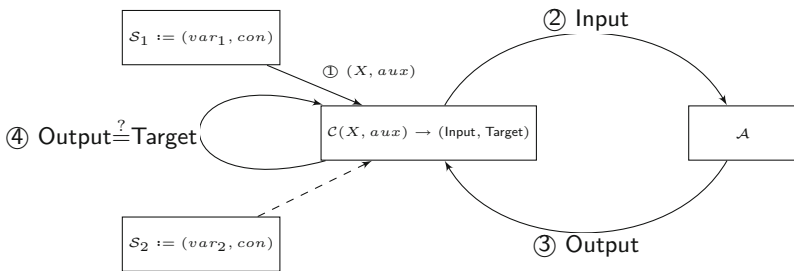 ② Input
𝒮₁ := (var₁, con)
① (X, aux)
④ Output ≟ Target
𝒞(X, aux) → (Input, Target)
𝒜
𝒮₂ := (var₂, con)
③ Output